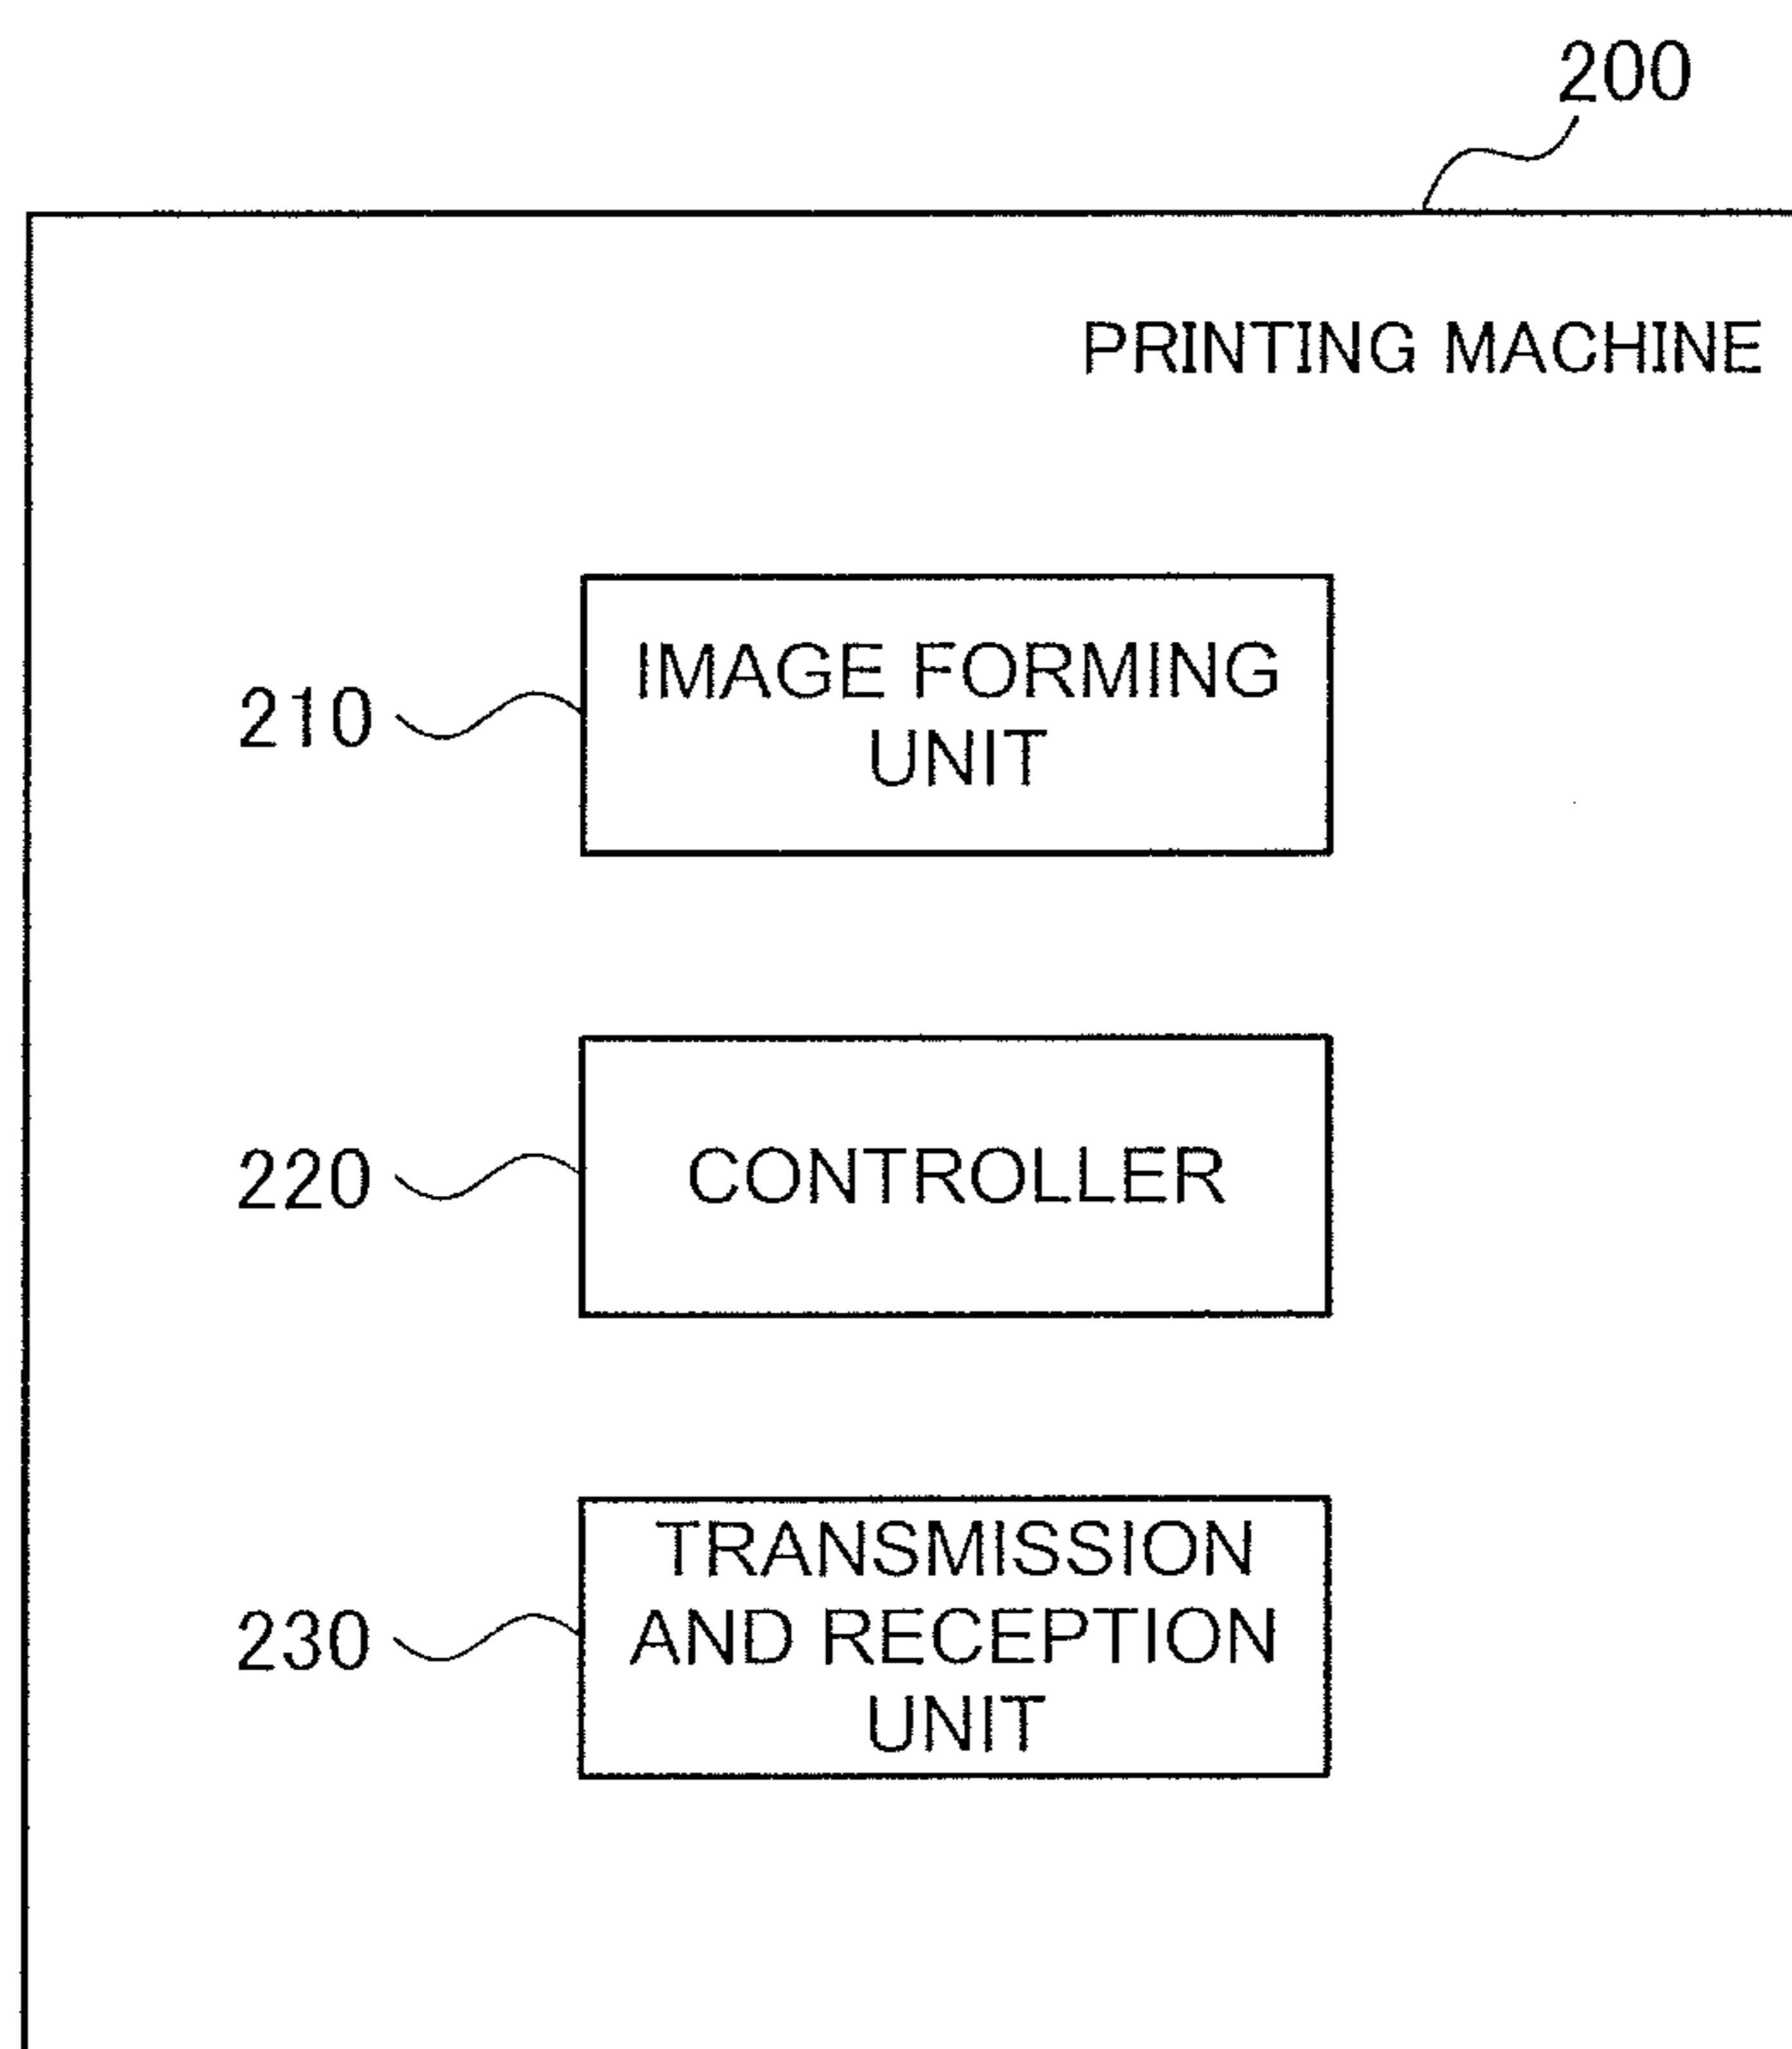 200
PRINTING MACHINE
210
IMAGE FORMING
UNIT
220
CONTROLLER
230
TRANSMISSION
AND RECEPTION
UNIT